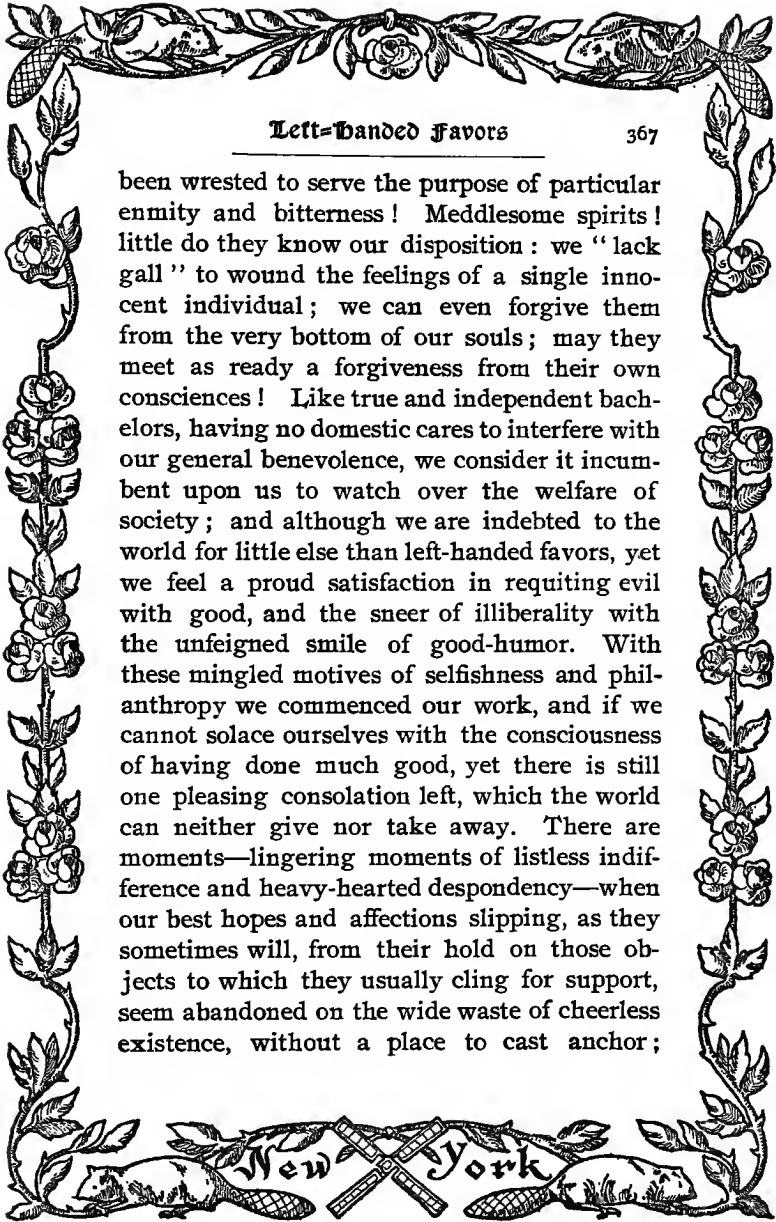 Left-Handed Favors 367
been wrested to serve the purpose of particular
enmity and bitterness! Meddlesome spirits!
little do they know our disposition: we "lack
gall" to wound the feelings of a single inno-
cent individual; we can even forgive them
from the very bottom of our souls; may they
meet as ready a forgiveness from their own
consciences! Like true and independent bach-
elors, having no domestic cares to interfere with
our general benevolence, we consider it incum-
bent upon us to watch over the welfare of
society; and although we are indebted to the
world for little else than left-handed favors, yet
we feel a proud satisfaction in requiting evil
with good, and the sneer of illiberality with
the unfeigned smile of good-humor. With
these mingled motives of selfishness and phil-
anthropy we commenced our work, and if we
cannot solace ourselves with the consciousness
of having done much good, yet there is still
one pleasing consolation left, which the world
can neither give nor take away. There are
moments—lingering moments of listless indif-
ference and heavy-hearted despondency—when
our best hopes and affections slipping, as they
sometimes will, from their hold on those ob-
jects to which they usually cling for support,
seem abandoned on the wide waste of cheerless
existence, without a place to cast anchor;
New York